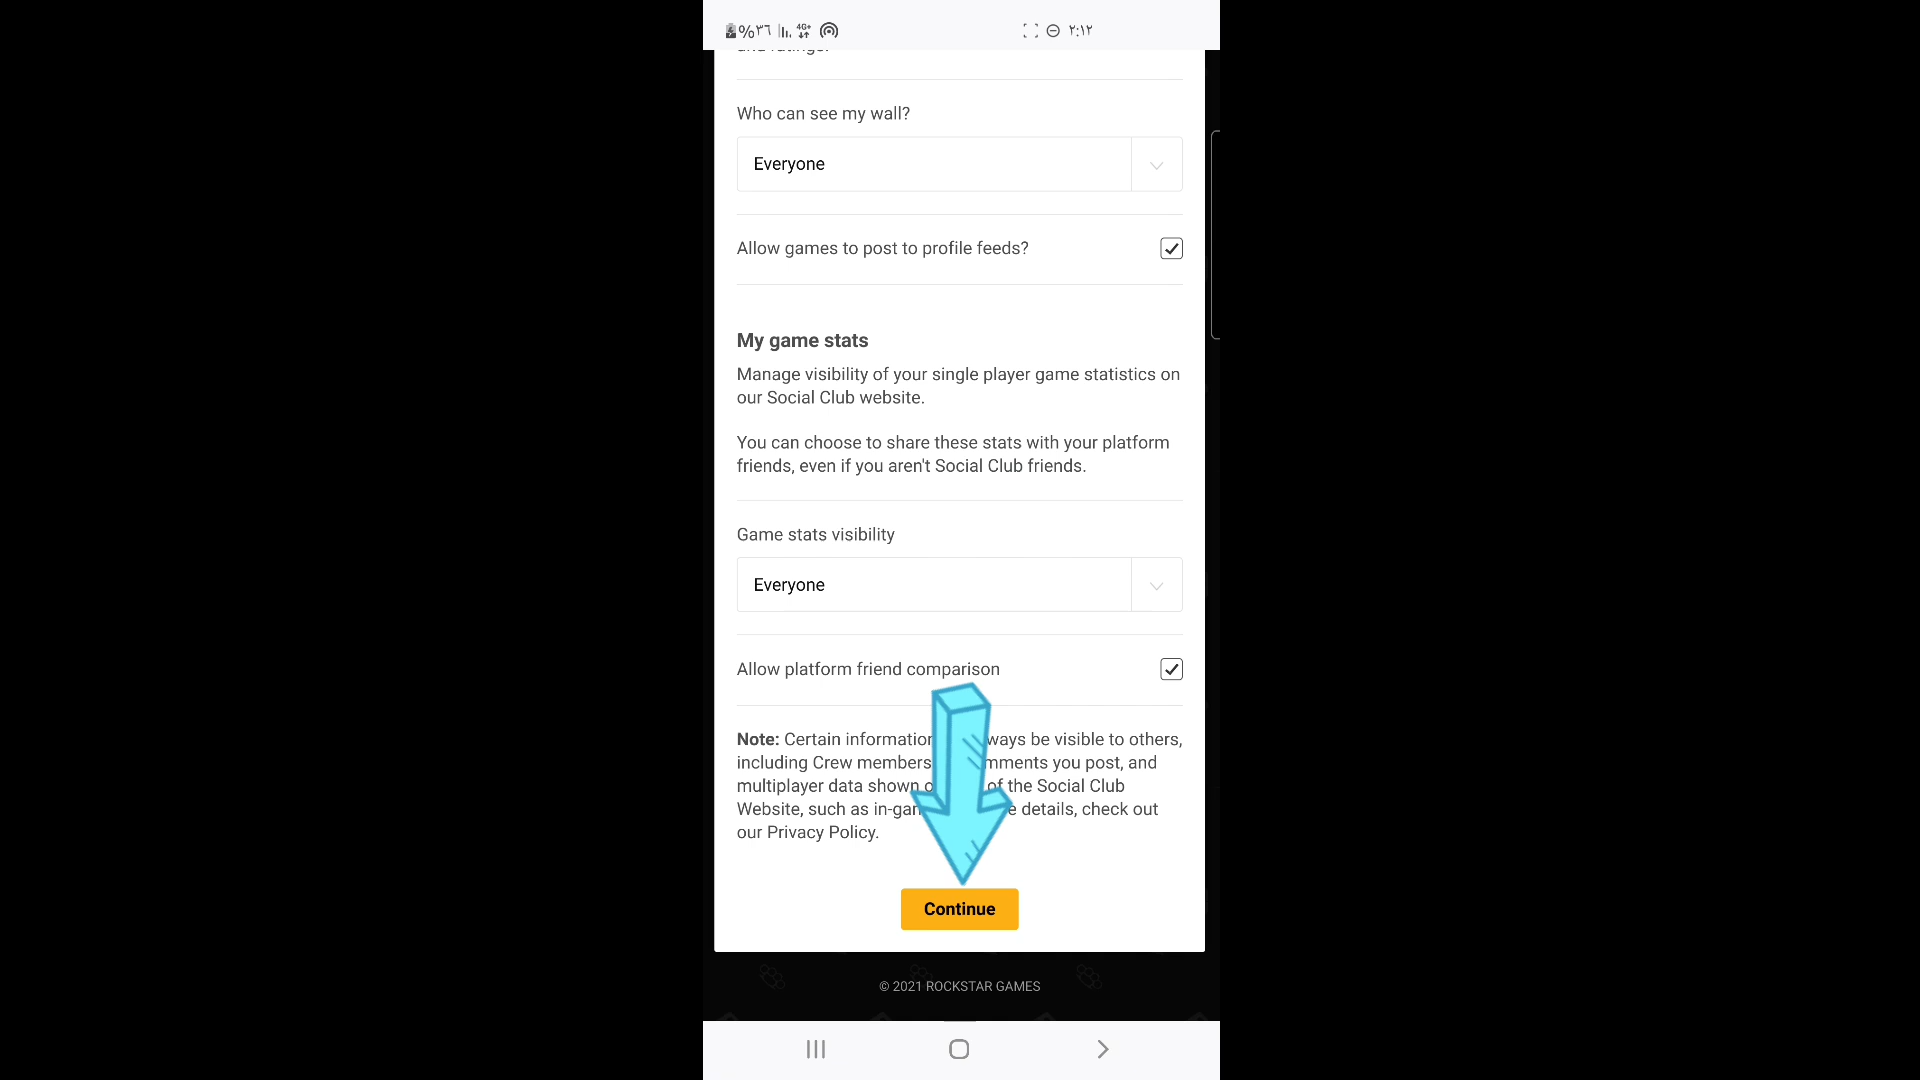 %٣٦ 4G+ ٢:١٢
Who can see my wall?
Everyone
Allow games to post to profile feeds?
My game stats
Manage visibility of your single player game statistics on
our Social Club website.
You can choose to share these stats with your platform
friends, even if you aren't Social Club friends.
Game stats visibility
Everyone
Allow platform friend comparison
Note: Certain information ways be visible to others,
including Crew members mments you post, and
multiplayer data shown of the Social Club
Website, such as in-gam details, check out
our Privacy Policy.
Continue
© 2021 ROCKSTAR GAMES